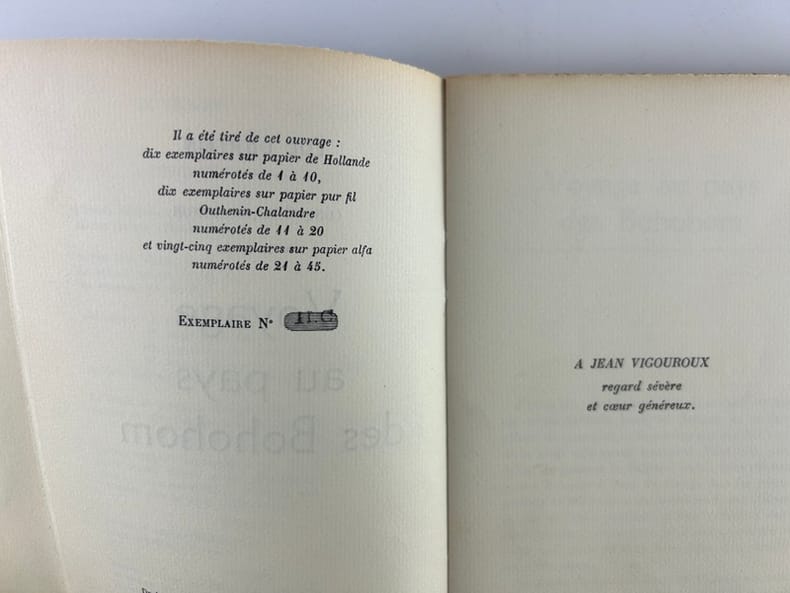 Il a été tiré de cet ouvrage :
dix exemplaires sur papier de Hollande
numérotés de 1 à 10,
dix exemplaires sur papier pur fil
Outhenin-Chalandre
numérotés de 11 à 20
et vingt-cinq exemplaires sur papier alfa
numérotés de 21 à 45.
EXEMPLAIRE N° H.C
A JEAN VIGOUROUX
regard sévère
et cœur généreux.